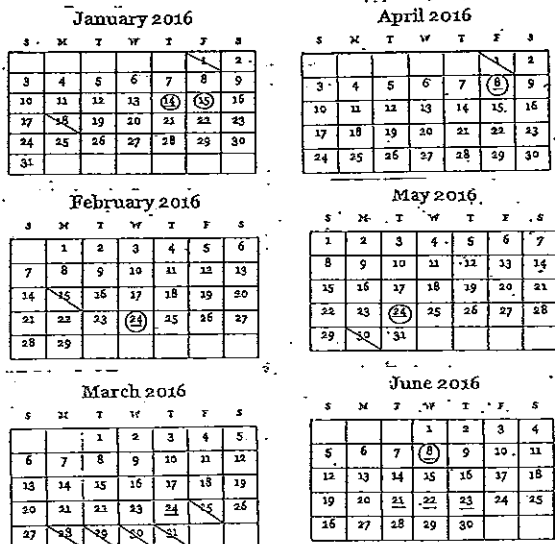 January 2016
S M T W T F S
1 2
3 4 5 6 7 8 9
10 11 12 13 14 15 16
17 18 19 20 21 22 23
24 25 26 27 28 29 30
31
February 2016
S M T W T F S
1 2 3 4 5 6
7 8 9 10 11 12 13
14 15 16 17 18 19 20
21 22 23 24 25 26 27
28 29
March 2016
S M T W T F S
1 2 3 4 5
6 7 8 9 10 11 12
13 14 15 16 17 18 19
20 21 22 23 24 25 26
27 28 29 30 31
April 2016
S M T W T F S
1 2
3 4 5 6 7 8 9
10 11 12 13 14 15 16
17 18 19 20 21 22 23
24 25 26 27 28 29 30
May 2016
S M T W T F S
1 2 3 4 5 6 7
8 9 10 11 12 13 14
15 16 17 18 19 20 21
22 23 24 25 26 27 28
29 30 31
June 2016
S M T W T F S
1 2 3 4
5 6 7 8 9 10 11
12 13 14 15 16 17 18
19 20 21 22 23 24 25
26 27 28 29 30